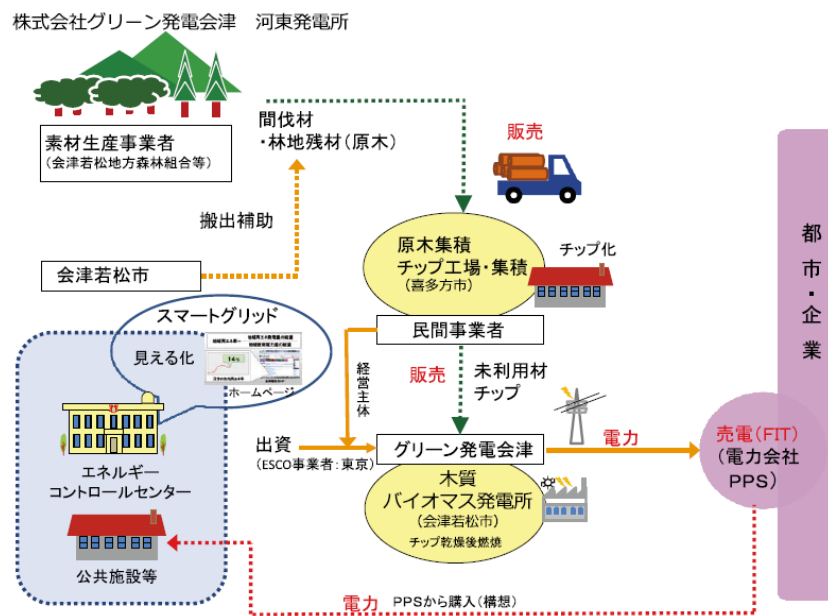 株式会社グリーン発電会津　河東発電所
素材生産事業者
(会津若松地方森林組合等)
間伐材
・林地残材(原木)
販売
搬出補助
会津若松市
原木集積
チップ工場・集積
(喜多方市)
チップ化
民間事業者
都市・企業
スマートグリッド
見える化
ホームページ
経営主体
販売
未利用材
チップ
出資
(ESCO事業者:東京)
グリーン発電会津
電力
売電(FIT)
(電力会社
PPS)
木質
バイオマス発電所
(会津若松市)
チップ乾燥後燃焼
エネルギー
コントロールセンター
公共施設等
電力
PPSから購入(構想)